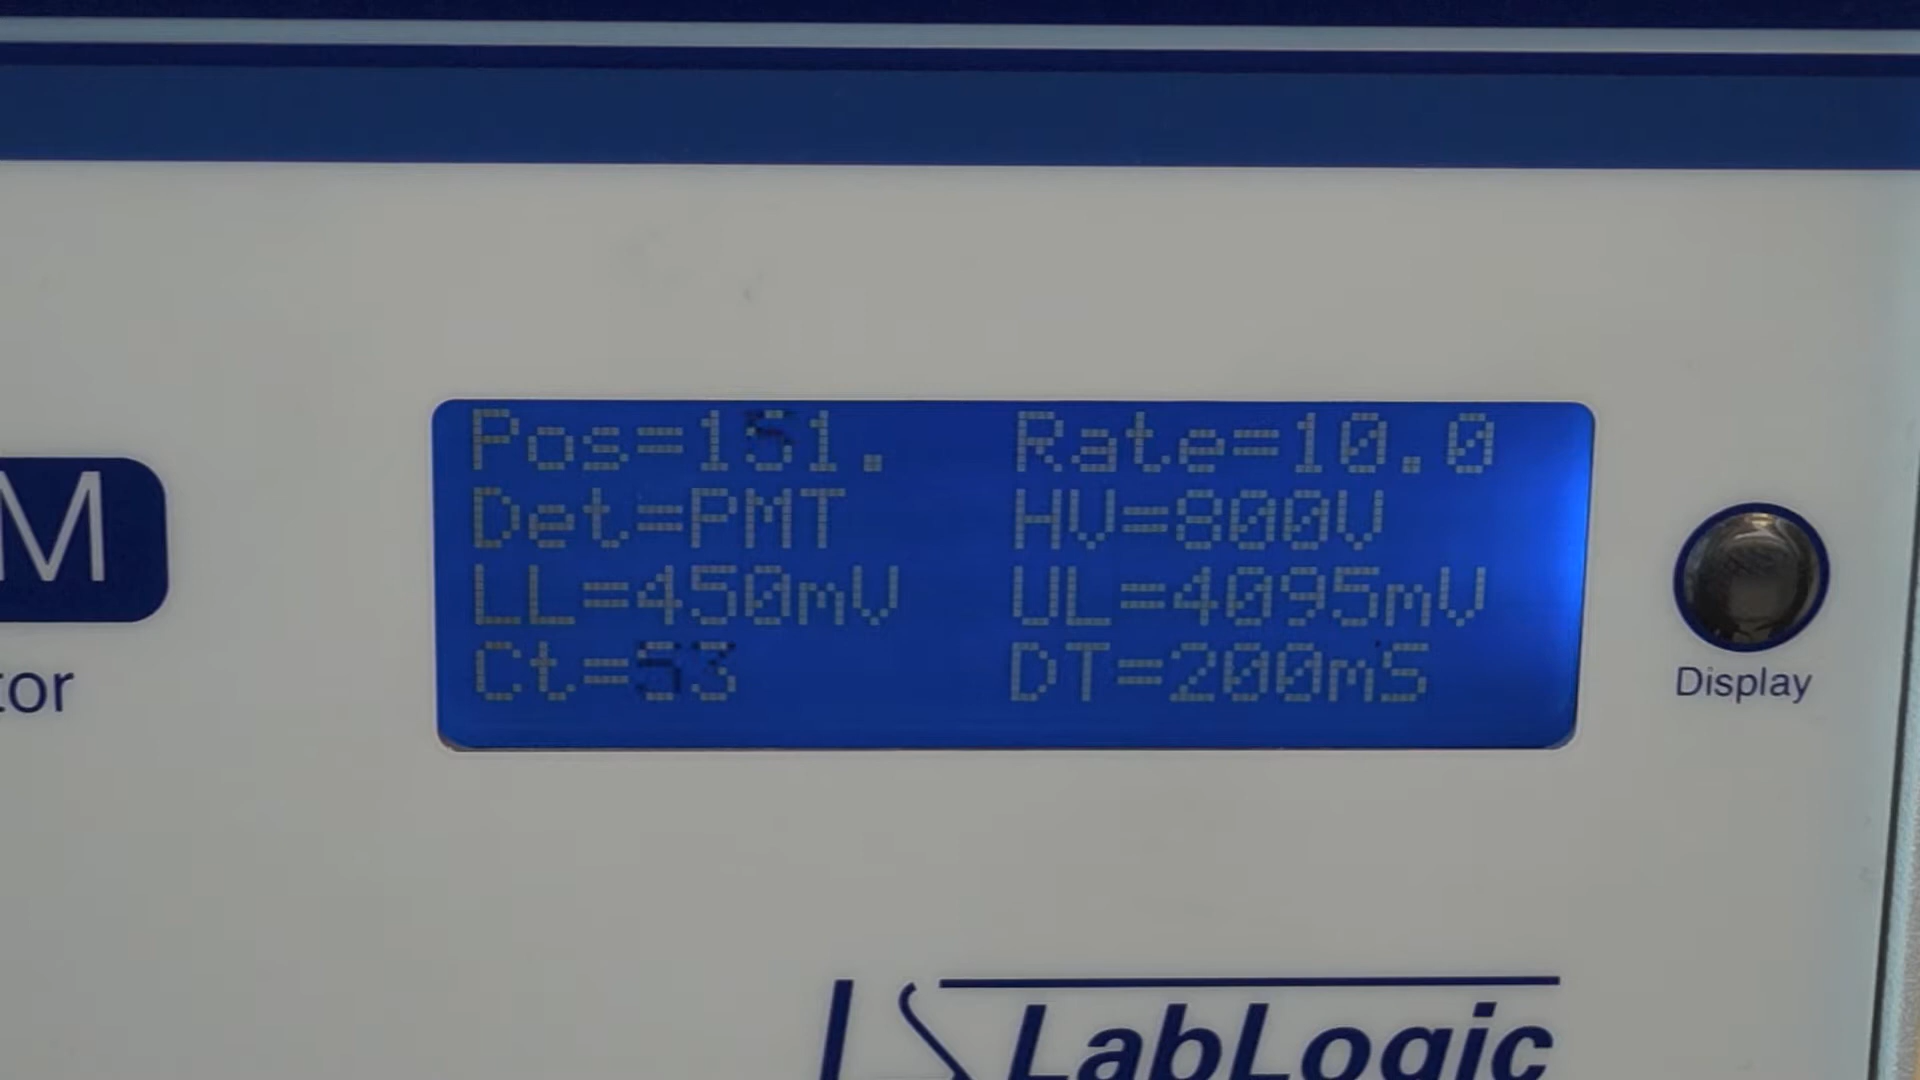 Pos=151. Rate=10.0
Det=PMT HV=800V
LL=450mV UL=4095mV
Ct=53 DT=200mS
M
tor
Display
LabLogic